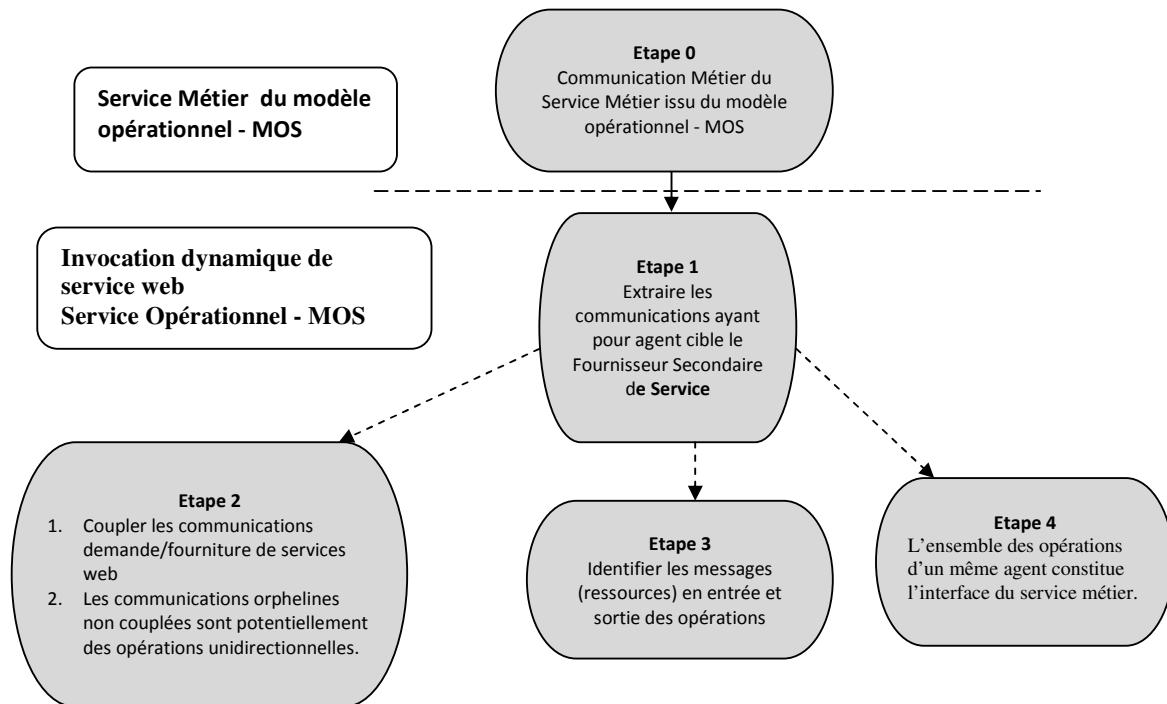 Etape 0
Communication Métier du
Service Métier issu du modèle
opérationnel - MOS
Service Métier du modèle
opérationnel - MOS
Invocation dynamique de
service web
Service Opérationnel - MOS
Etape 1
Extraire les
communications ayant
pour agent cible le
Fournisseur Secondaire
de Service
Etape 2
1. Coupler les communications
demande/fourniture de services
web
2. Les communications orphelines
non couplées sont potentiellement
des opérations unidirectionnelles.
Etape 3
Identifier les messages
(ressources) en entrée et
sortie des opérations
Etape 4
L'ensemble des opérations
d'un même agent constitue
l'interface du service métier.